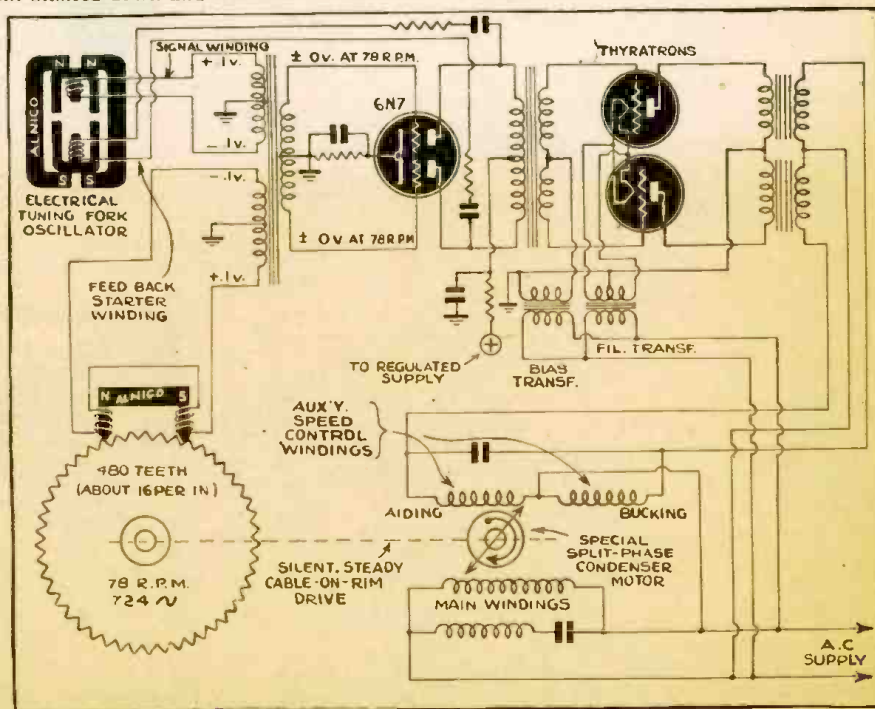 SIGNAL WINDING
+ .1v.
± 0v. AT 78 R.P.M.
6N7
THYRATRONS
N N
ALNICO
S S
- .1v.
- .1v.
+ .1v.
± 0v. AT 78 R.P.M
ELECTRICAL
TUNING FORK
OSCILLATOR
FEED BACK
STARTER
WINDING
TO REGULATED
SUPPLY
+
BIAS
TRANSF.
FIL. TRANSF.
N ALNICO S
AUX'Y.
SPEED
CONTROL
WINDINGS
480 TEETH
(ABOUT 16 PER IN)
78 R.P.M.
724 ~
AIDING
BUCKING
SILENT, STEADY
CABLE-ON-RIM
DRIVE
SPECIAL
SPLIT-PHASE
CONDENSER
MOTOR
MAIN WINDINGS
A.C
SUPPLY